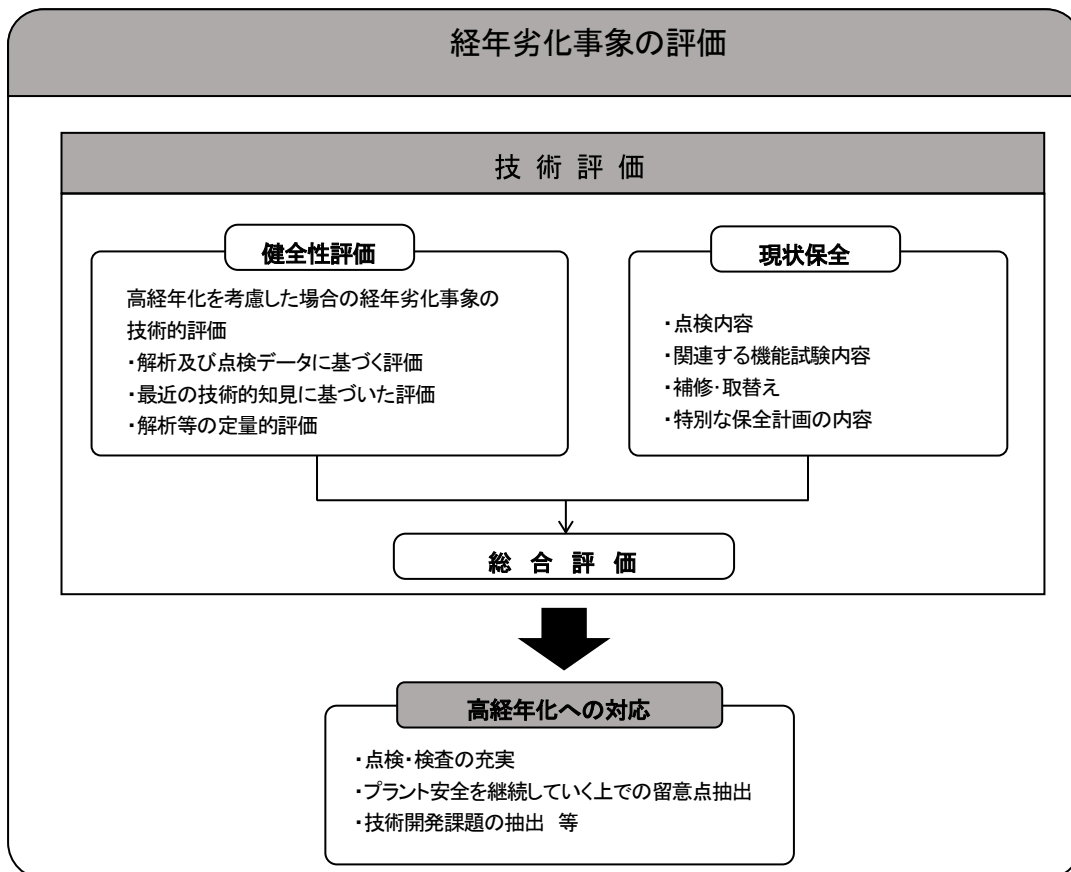 経年劣化事象の評価
技 術 評 価
健全性評価
高経年化を考慮した場合の経年劣化事象の
技術的評価
・解析及び点検データに基づく評価
・最近の技術的知見に基づいた評価
・解析等の定量的評価
現状保全
・点検内容
・関連する機能試験内容
・補修・取替え
・特別な保全計画の内容
総 合 評 価
高経年化への対応
・点検・検査の充実
・プラント安全を継続していく上での留意点抽出
・技術開発課題の抽出 等